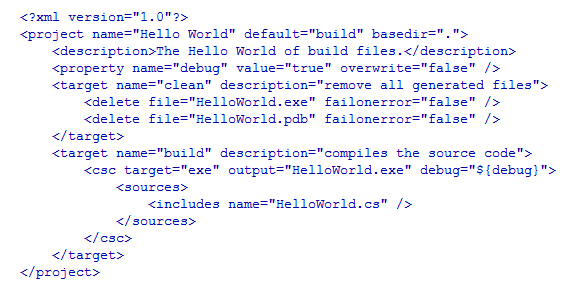 <?xml version="1.0"?>
<project name="Hello World" default="build" basedir=".">
    <description>The Hello World of build files.</description>
    <property name="debug" value="true" overwrite="false" />
    <target name="clean" description="remove all generated files">
        <delete file="HelloWorld.exe" failonerror="false" />
        <delete file="HelloWorld.pdb" failonerror="false" />
    </target>
    <target name="build" description="compiles the source code">
        <csc target="exe" output="HelloWorld.exe" debug="${debug}">
            <sources>
                <includes name="HelloWorld.cs" />
            </sources>
        </csc>
    </target>
</project>